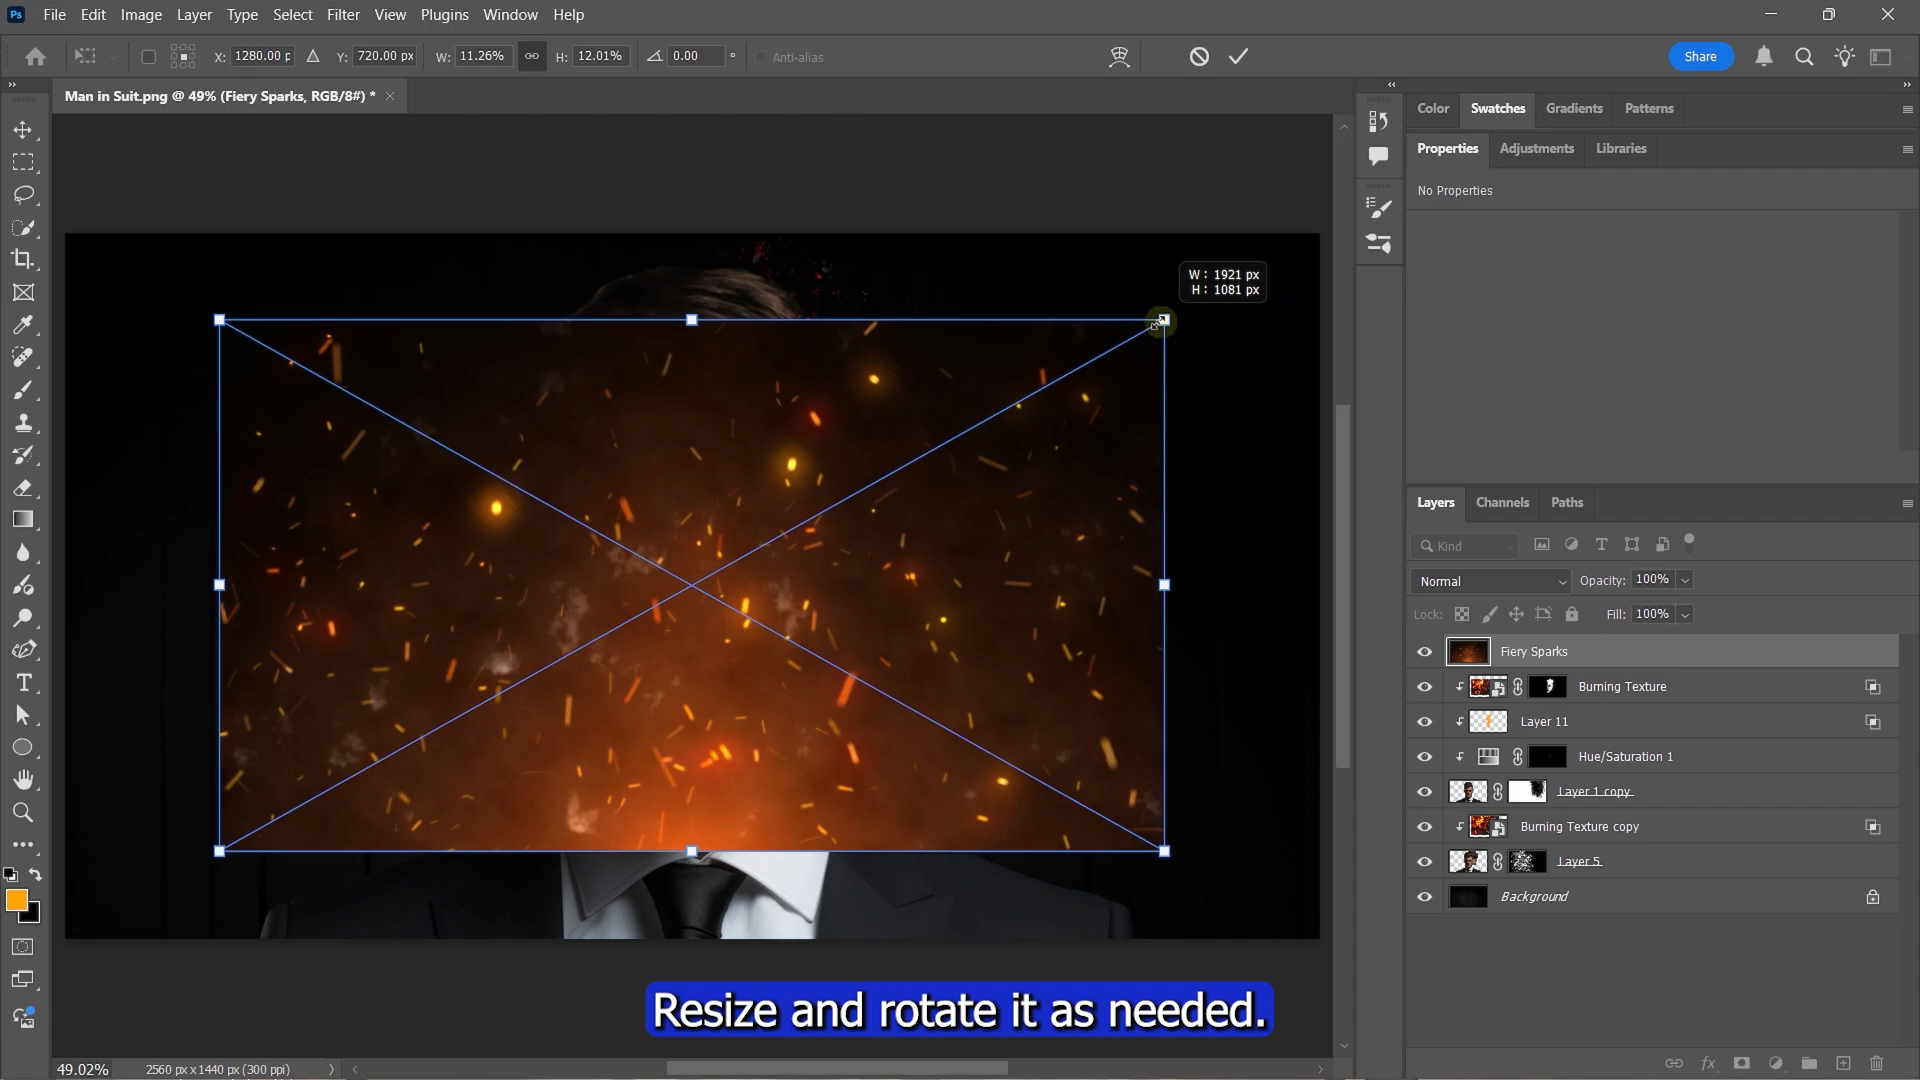 Ps File Edit Image Layer Type Select Filter View Plugins Window Help
X: 1280.00 p Y: 720.00 px W: 11.26% H: 12.01% 0.00 ° Anti-alias Share
Man in Suit.png @ 49% (Fiery Sparks, RGB/8#) *
Color Swatches Gradients Patterns
Properties Adjustments Libraries
No Properties
W : 1921 px
H : 1081 px
Layers Channels Paths
Kind
Normal Opacity: 100%
Lock: Fill: 100%
Fiery Sparks
Burning Texture
Layer 11
Hue/Saturation 1
Layer 1 copy
Burning Texture copy
Layer 5
Background
Resize and rotate it as needed.
49.02% 2560 px x 1440 px (300 ppi)